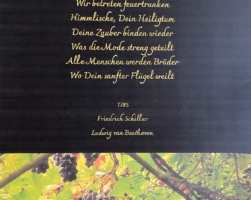 Wir betreten feuertrunken
Himmlische, Dein Heiligtum
Deine Zauber binden wieder
Was die Mode streng geteilt
Alle Menschen werden Brüder
Wo Dein sanfter Flügel weilt
1785
Friedrich Schiller
Ludwig van Beethoven